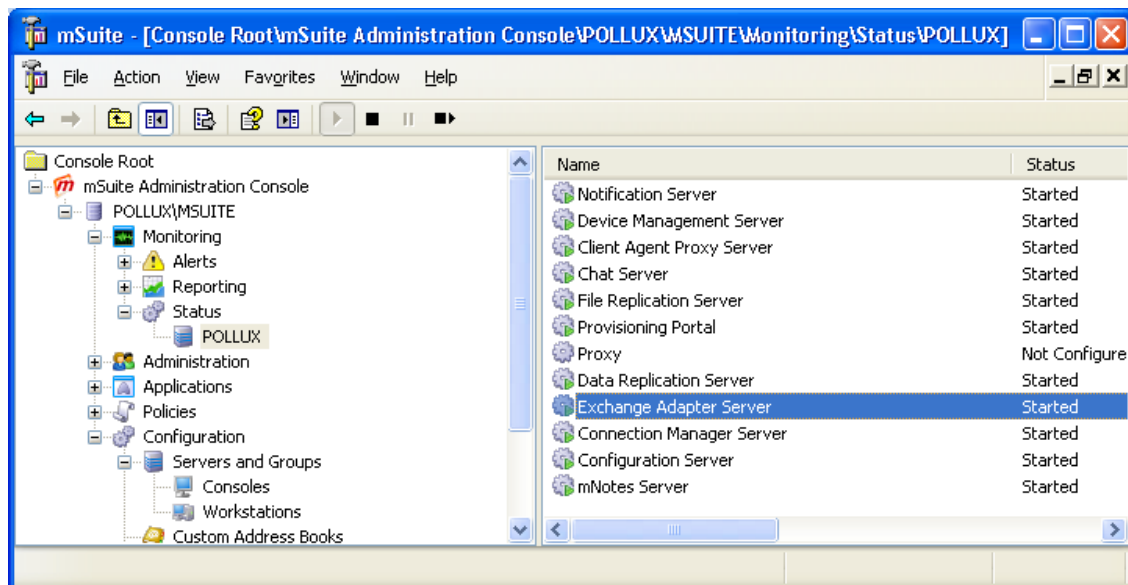 mSuite - [Console Root\mSuite Administration Console\POLLUX\MSUITE\Monitoring\Status\POLLUX]
File Action View Favorites Window Help
Console Root
mSuite Administration Console
POLLUX\MSUITE
Monitoring
Alerts
Reporting
Status
POLLUX
Administration
Applications
Policies
Configuration
Servers and Groups
Consoles
Workstations
Custom Address Books
Name Status
Notification Server Started
Device Management Server Started
Client Agent Proxy Server Started
Chat Server Started
File Replication Server Started
Provisioning Portal Started
Proxy Not Configure
Data Replication Server Started
Exchange Adapter Server Started
Connection Manager Server Started
Configuration Server Started
mNotes Server Started